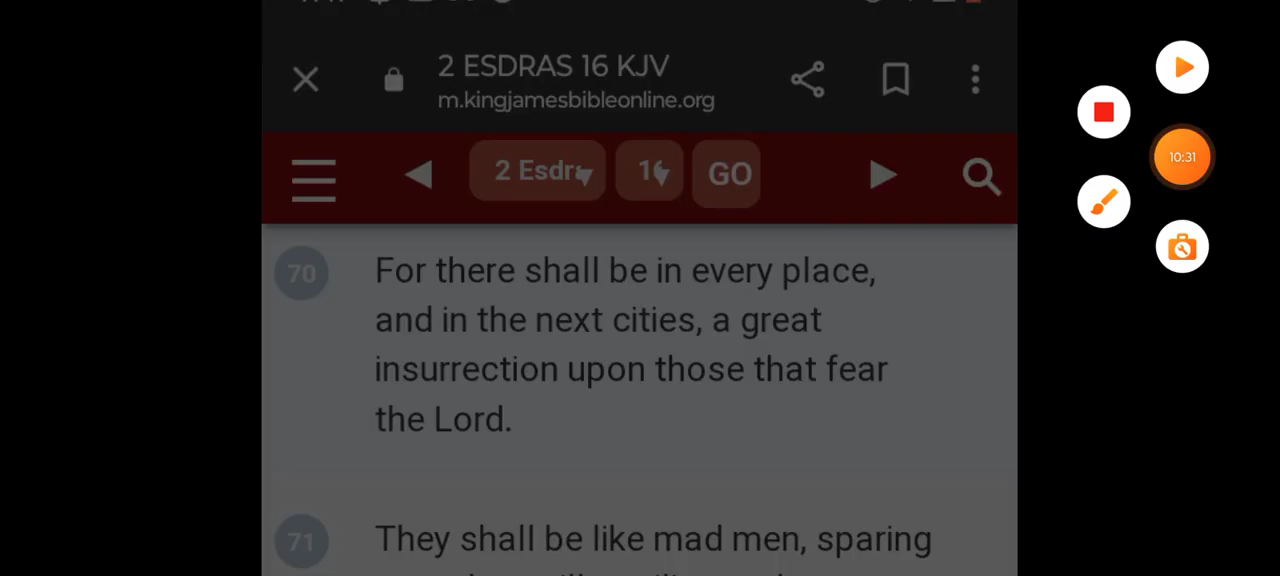 2 ESDRAS 16 KJV
m.kingjamesbibleonline.org
2 Esdr
16
GO
10:31
70
For there shall be in every place,
and in the next cities, a great
insurrection upon those that fear
the Lord.
71
They shall be like mad men, sparing